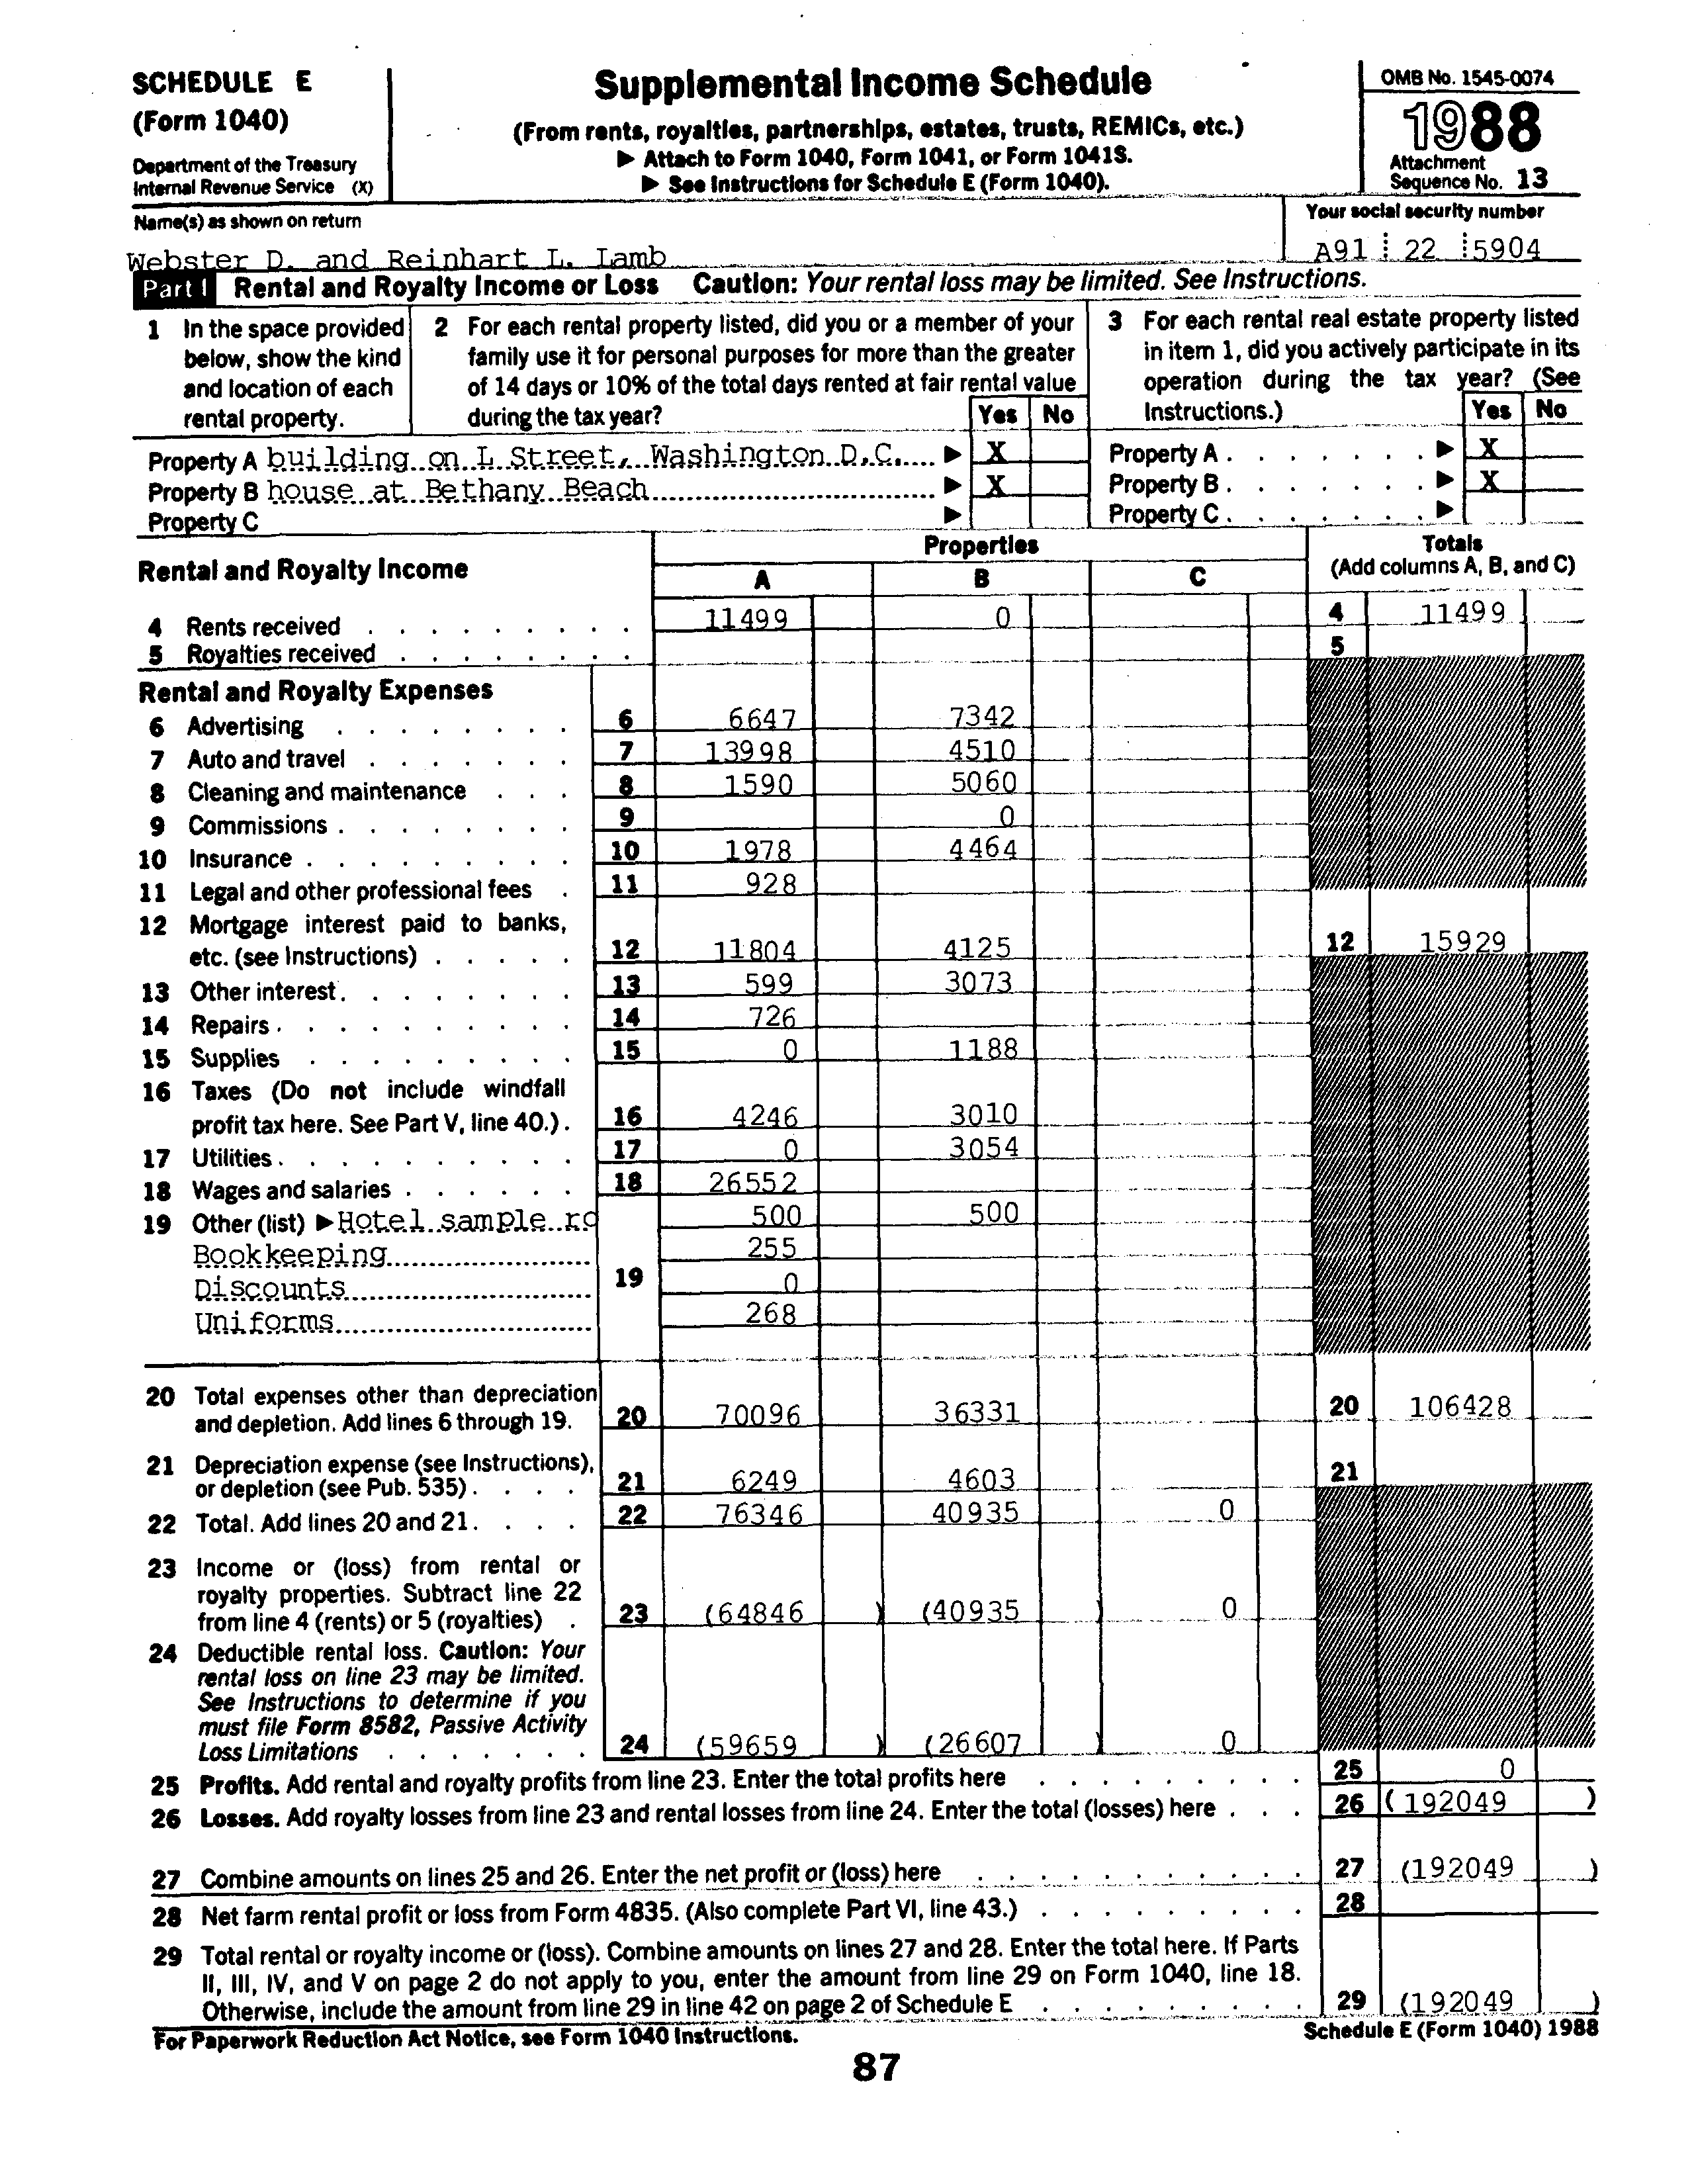 SCHEDULE E
(Form 1040)
Department of the Treasury
Internal Revenue Service (X)
Supplemental Income Schedule
(From rents, royalties, partnerships, estates, trusts, REMICs, etc.)
▶ Attach to Form 1040, Form 1041, or Form 1041S.
▶ See Instructions for Schedule E (Form 1040).
OMB No. 1545-0074
1988
Attachment
Sequence No. 13
Name(s) as shown on return
Webster D. and Reinhart L. Lamb
Your social security number
A91 22 5904
Part I Rental and Royalty Income or Loss Caution: Your rental loss may be limited. See Instructions.
1 In the space provided
below, show the kind
and location of each
rental property.
2 For each rental property listed, did you or a member of your
family use it for personal purposes for more than the greater
of 14 days or 10% of the total days rented at fair rental value
during the tax year? Yes No
3 For each rental real estate property listed
in item 1, did you actively participate in its
operation during the tax year? (See
Instructions.) Yes No
Property A building on L Street, Washington D.C. ▶ X Property A ▶ X
Property B house at Bethany Beach ▶ X Property B ▶ X
Property C ▶ Property C ▶
Rental and Royalty Income
Properties
A B C
Totals
(Add columns A, B, and C)
4 Rents received 11499 0 4 11499
5 Royalties received 5
Rental and Royalty Expenses
6 Advertising 6 6647 7342
7 Auto and travel 7 13998 4510
8 Cleaning and maintenance 8 1590 5060
9 Commissions 9 0
10 Insurance 10 1978 4464
11 Legal and other professional fees 11 928
12 Mortgage interest paid to banks,
etc. (see Instructions) 12 11804 4125 12 15929
13 Other interest 13 599 3073
14 Repairs 14 726
15 Supplies 15 0 1188
16 Taxes (Do not include windfall
profit tax here. See Part V, line 40.) 16 4246 3010
17 Utilities 17 0 3054
18 Wages and salaries 18 26552
19 Other (list) ▶ Hotel sample ro 500 500
Bookkeeping 255
Discounts 19 0
Uniforms 268
20 Total expenses other than depreciation
and depletion. Add lines 6 through 19. 20 70096 36331 20 106428
21 Depreciation expense (see Instructions),
or depletion (see Pub. 535) 21 6249 4603 21
22 Total. Add lines 20 and 21 22 76346 40935 0
23 Income or (loss) from rental or
royalty properties. Subtract line 22
from line 4 (rents) or 5 (royalties) 23 (64846 ) (40935 ) 0
24 Deductible rental loss. Caution: Your
rental loss on line 23 may be limited.
See Instructions to determine if you
must file Form 8582, Passive Activity
Loss Limitations 24 (59659 ) (26607 ) 0
25 Profits. Add rental and royalty profits from line 23. Enter the total profits here 25 0
26 Losses. Add royalty losses from line 23 and rental losses from line 24. Enter the total (losses) here 26 ( 192049 )
27 Combine amounts on lines 25 and 26. Enter the net profit or (loss) here 27 (192049 )
28 Net farm rental profit or loss from Form 4835. (Also complete Part VI, line 43.) 28
29 Total rental or royalty income or (loss). Combine amounts on lines 27 and 28. Enter the total here. If Parts
II, III, IV, and V on page 2 do not apply to you, enter the amount from line 29 on Form 1040, line 18.
Otherwise, include the amount from line 29 in line 42 on page 2 of Schedule E 29 (192049 )
For Paperwork Reduction Act Notice, see Form 1040 Instructions. Schedule E (Form 1040) 1988
87